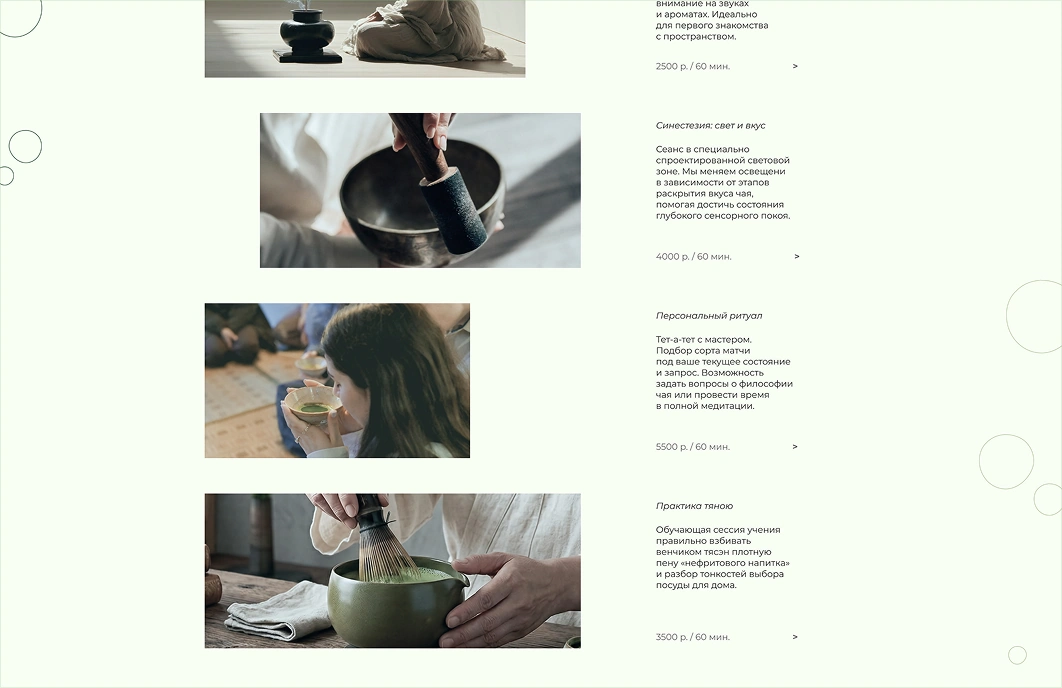 внимание на звуках
и ароматах. Идеально
для первого знакомства
с пространством.
2500 р. / 60 мин. >
Синестезия: свет и вкус
Сеанс в специально
спроектированной световой
зоне. Мы меняем освещени
в зависимости от этапов
раскрытия вкуса чая,
помогая достичь состояния
глубокого сенсорного покоя.
4000 р. / 60 мин. >
Персональный ритуал
Тет-а-тет с мастером.
Подбор сорта матчи
под ваше текущее состояние
и запрос. Возможность
задать вопросы о философии
чая или провести время
в полной медитации.
5500 р. / 60 мин. >
Практика тяною
Обучающая сессия учения
правильно взбивать
венчиком тясэн плотную
пену «нефритового напитка»
и разбор тонкостей выбора
посуды для дома.
3500 р. / 60 мин. >